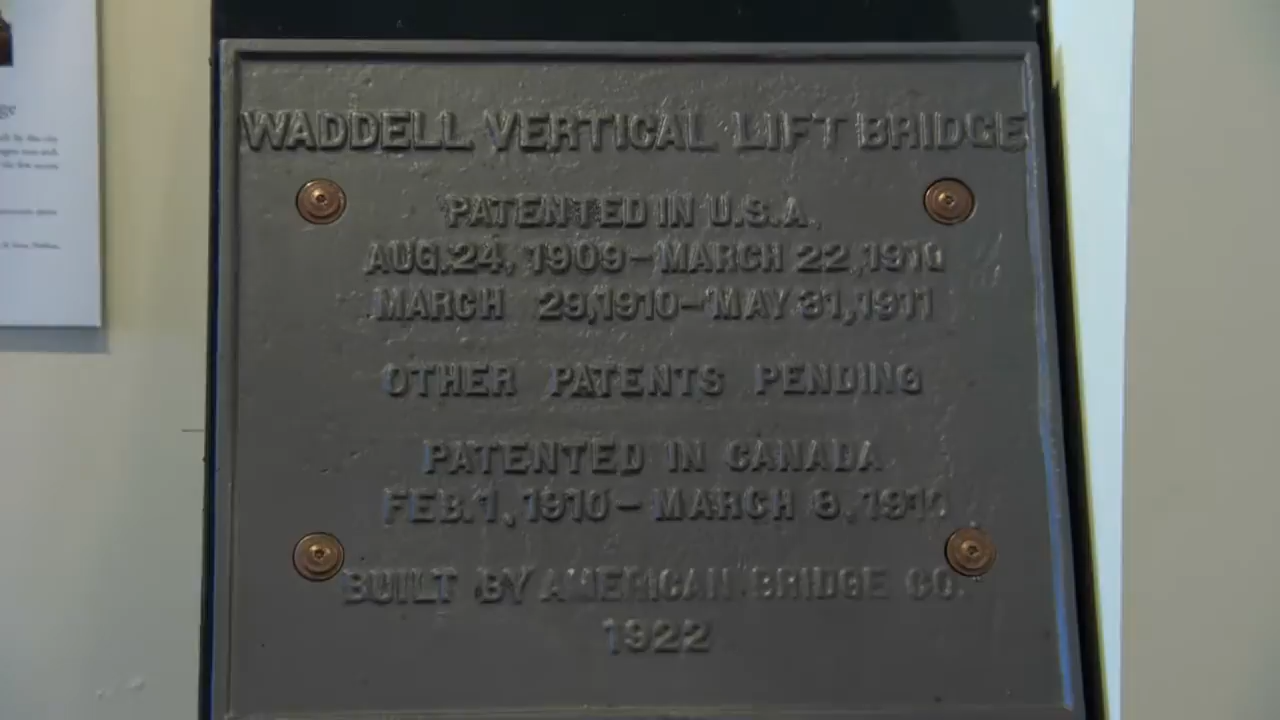 WADDELL VERTICAL LIFT BRIDGE
PATENTED IN U.S.A.
AUG. 24, 1909 - MARCH 22, 1910
MARCH 29, 1910 - MAY 31, 1911
OTHER PATENTS PENDING
PATENTED IN CANADA
FEB. 1, 1910 - MARCH 8, 1910
BUILT BY AMERICAN BRIDGE CO.
1922